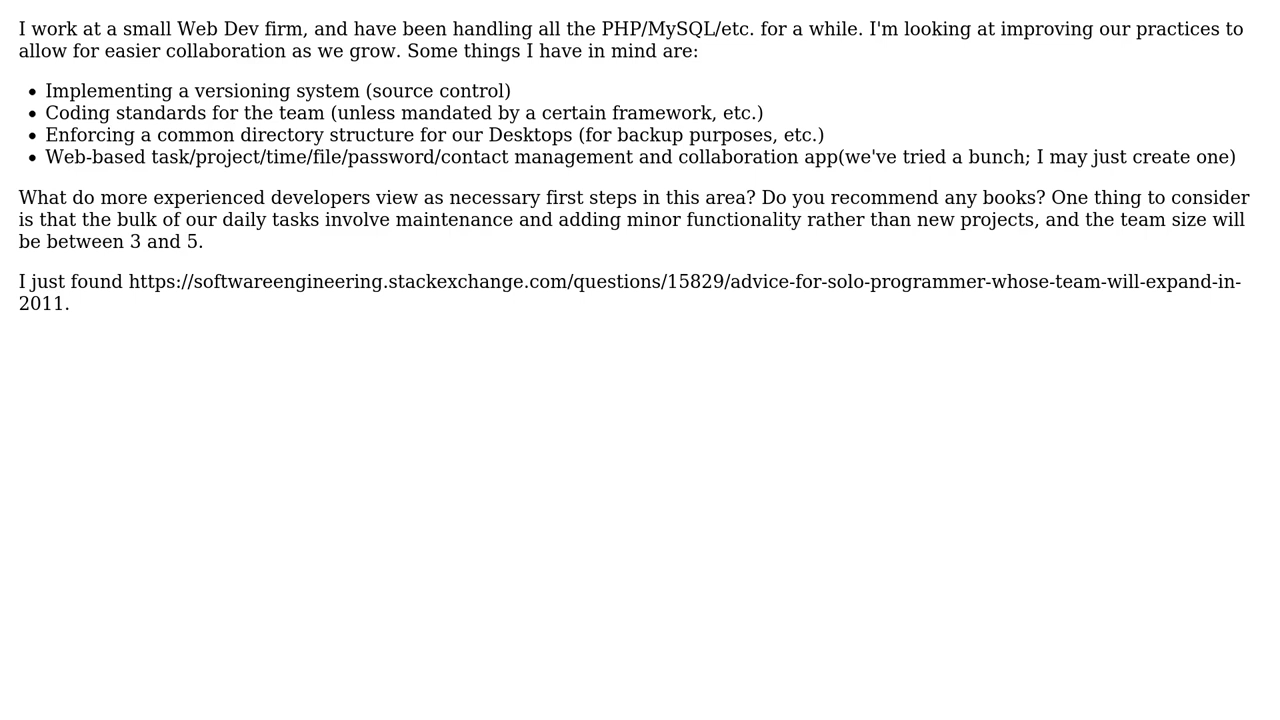 I work at a small Web Dev firm, and have been handling all the PHP/MySQL/etc. for a while. I'm looking at improving our practices to
allow for easier collaboration as we grow. Some things I have in mind are:
• Implementing a versioning system (source control)
• Coding standards for the team (unless mandated by a certain framework, etc.)
• Enforcing a common directory structure for our Desktops (for backup purposes, etc.)
• Web-based task/project/time/file/password/contact management and collaboration app(we've tried a bunch; I may just create one)
What do more experienced developers view as necessary first steps in this area? Do you recommend any books? One thing to consider
is that the bulk of our daily tasks involve maintenance and adding minor functionality rather than new projects, and the team size will
be between 3 and 5.
I just found https://softwareengineering.stackexchange.com/questions/15829/advice-for-solo-programmer-whose-team-will-expand-in-
2011.